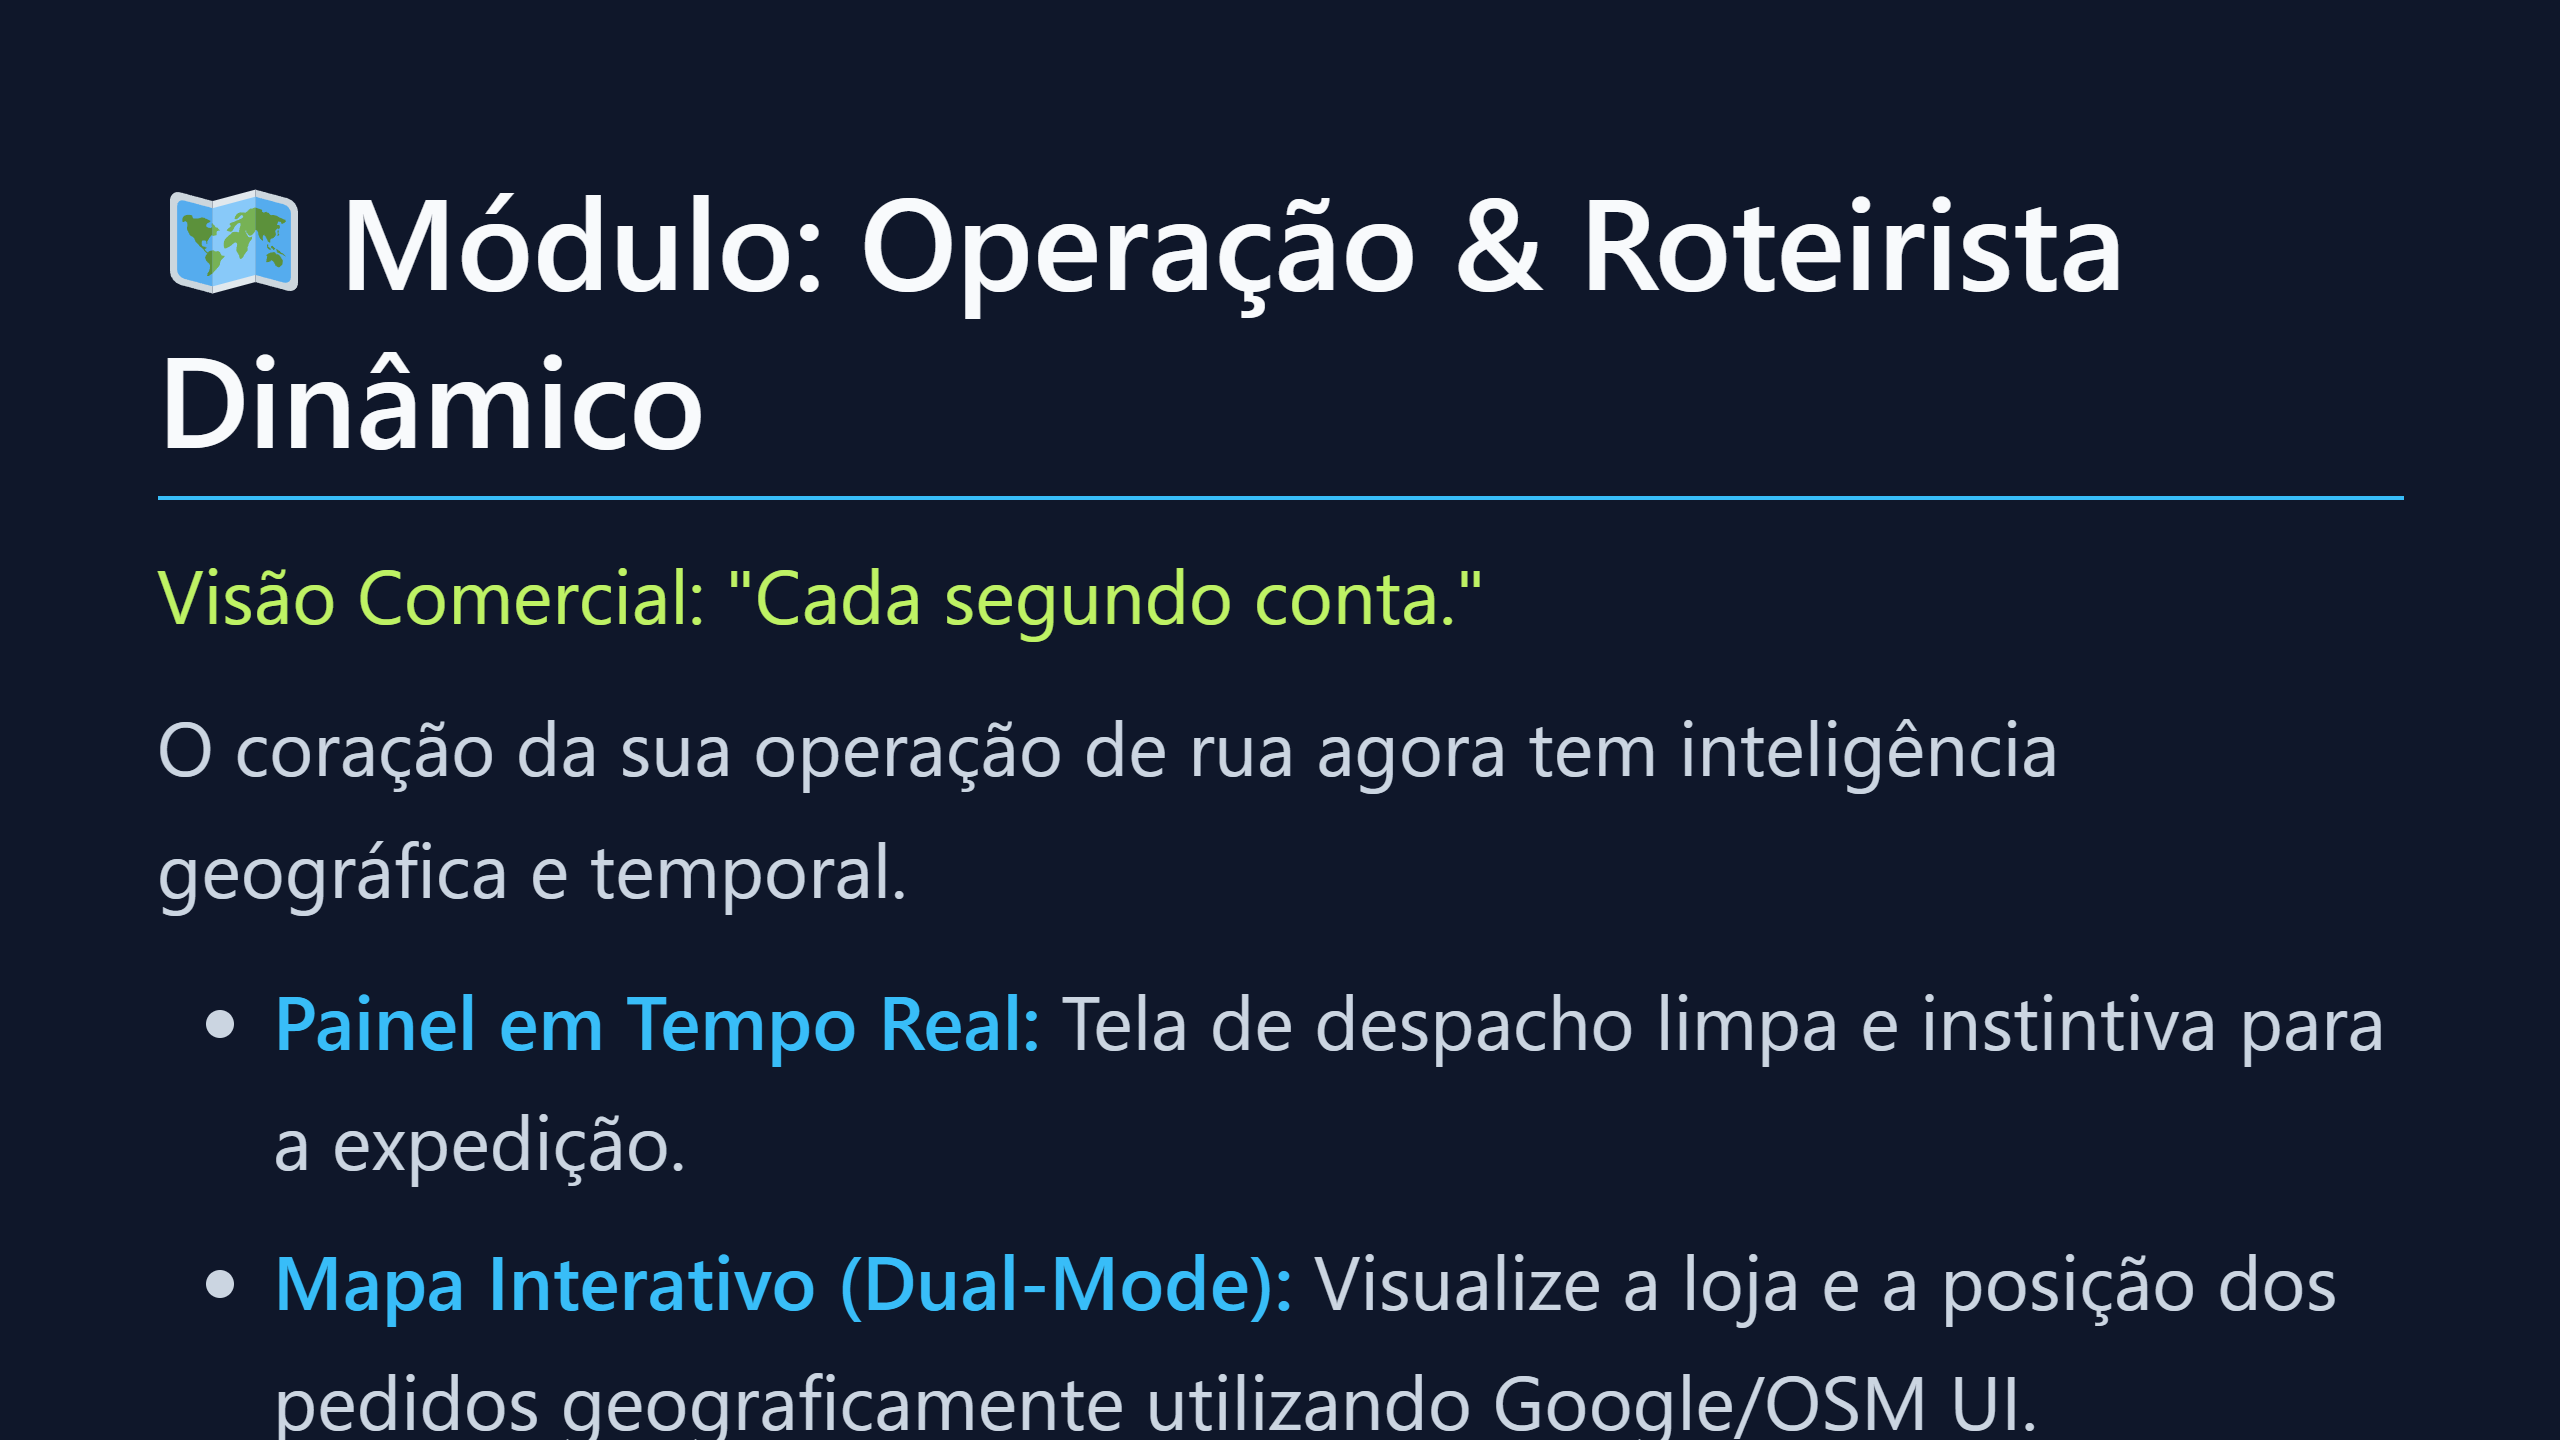 Módulo: Operação & Roteirista
Dinâmico
Visão Comercial: "Cada segundo conta."
O coração da sua operação de rua agora tem inteligência
geográfica e temporal.
• Painel em Tempo Real: Tela de despacho limpa e instintiva para
a expedição.
• Mapa Interativo (Dual-Mode): Visualize a loja e a posição dos
pedidos geograficamente utilizando Google/OSM UI.